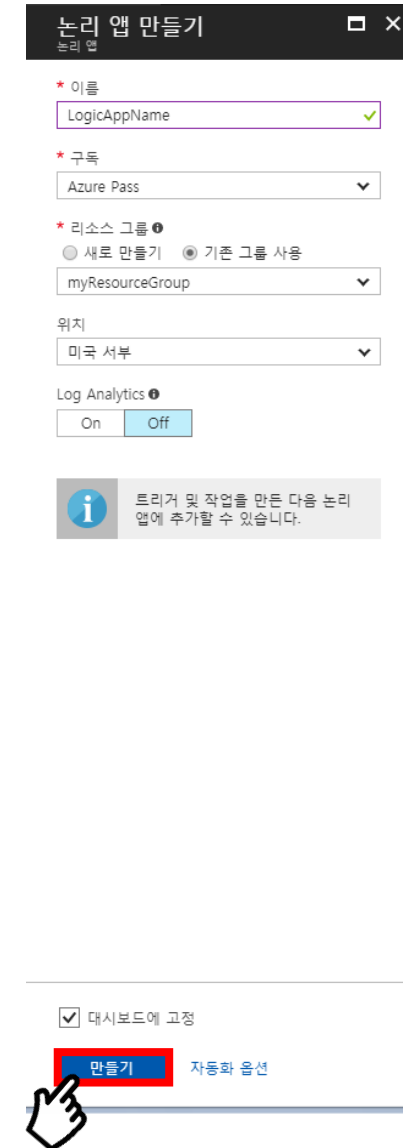 논리 앱 만들기
논리 앱
* 이름
LogicAppName
* 구독
Azure Pass
* 리소스 그룹
새로 만들기 기존 그룹 사용
myResourceGroup
위치
미국 서부
Log Analytics
On Off
트리거 및 작업을 만든 다음 논리
앱에 추가할 수 있습니다.
대시보드에 고정
만들기 자동화 옵션